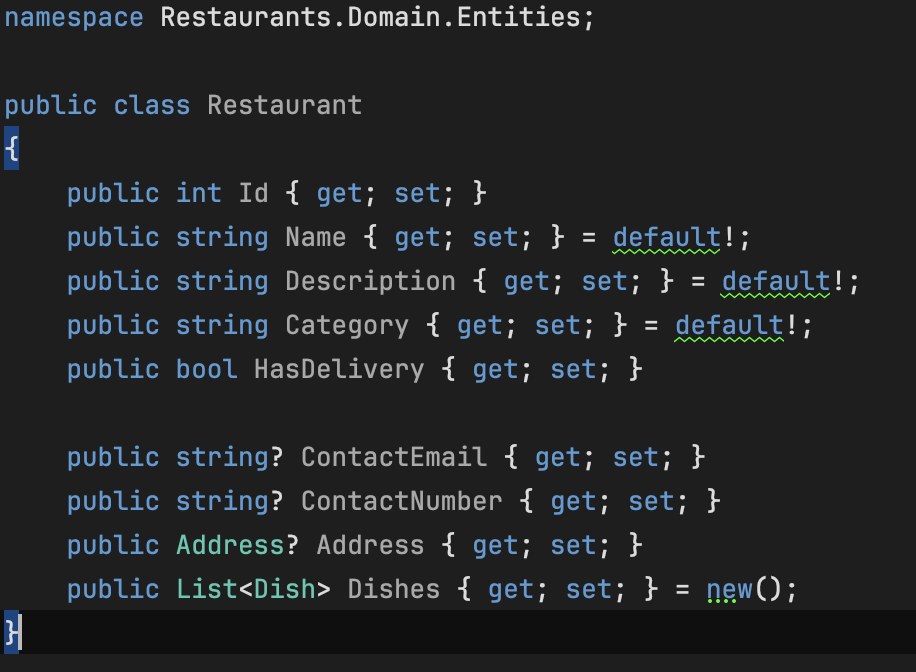 namespace Restaurants.Domain.Entities;
public class Restaurant
{
public int Id { get; set; }
public string Name { get; set; } = default!;
public string Description { get; set; } = default!;
public string Category { get; set; } = default!;
public bool HasDelivery { get; set; }
public string? ContactEmail { get; set; }
public string? ContactNumber { get; set; }
public Address? Address { get; set; }
public List<Dish> Dishes { get; set; } = new();
}